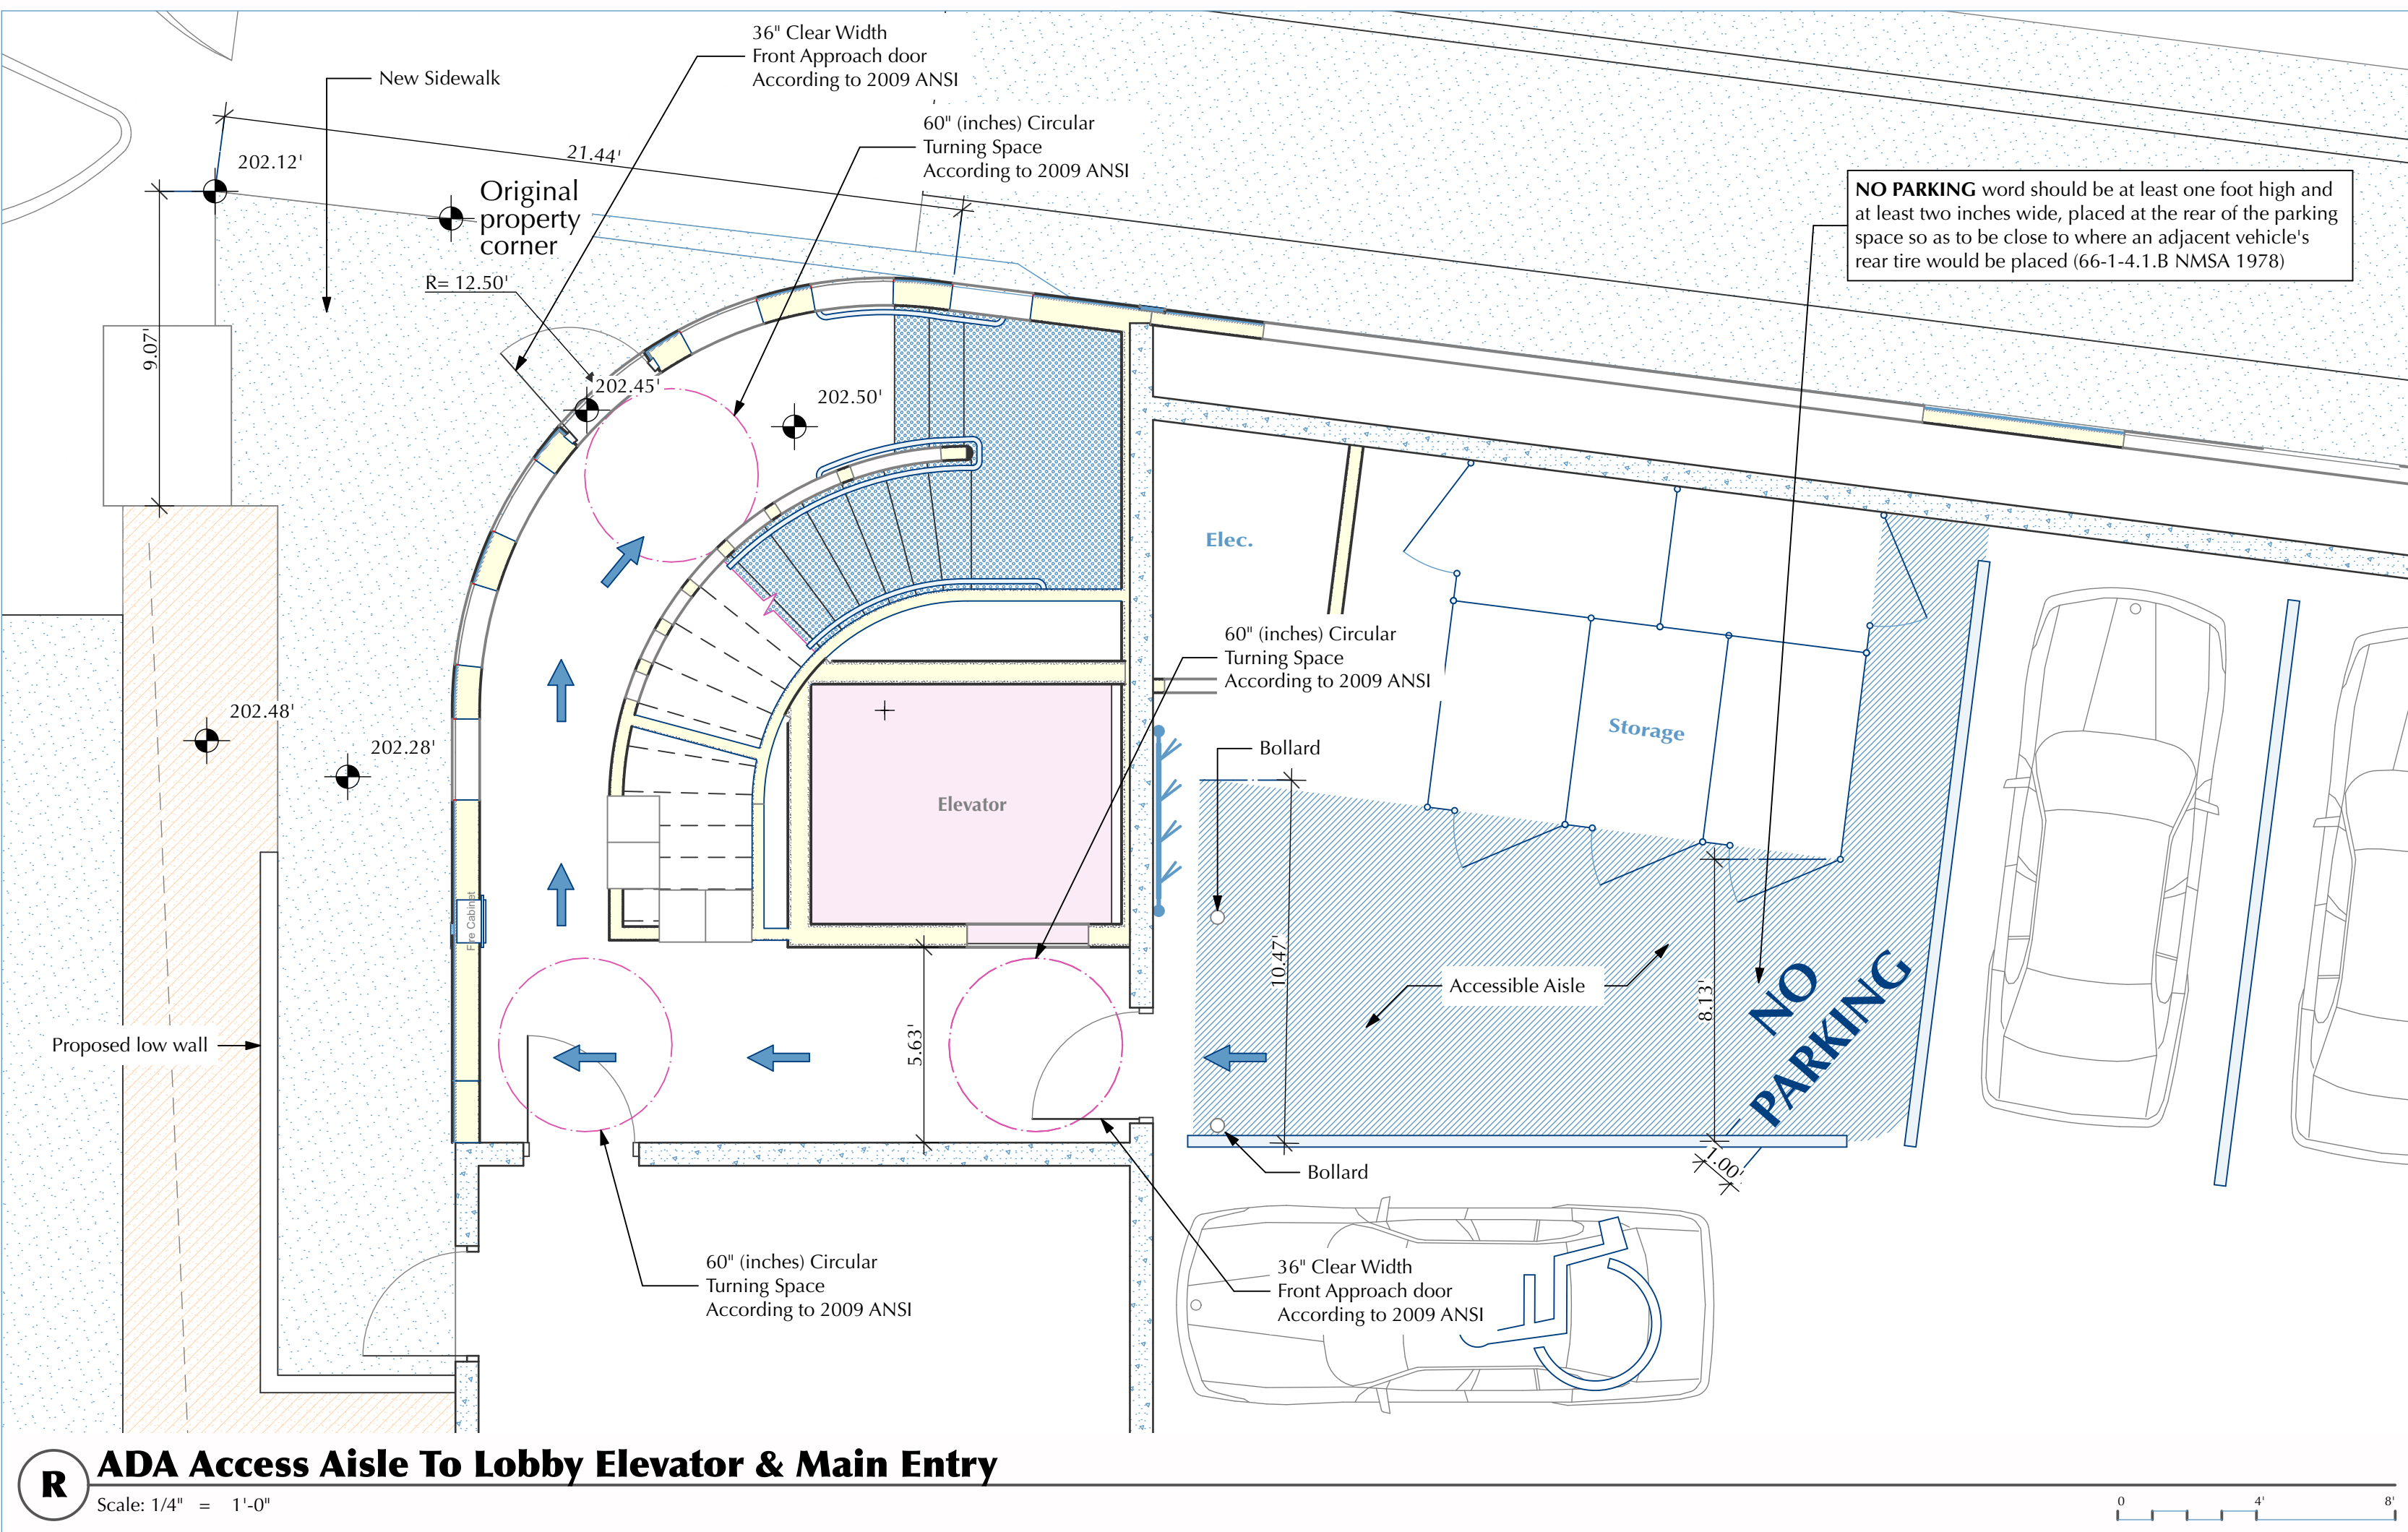 36" Clear Width
Front Approach door
According to 2009 ANSI
New Sidewalk
60" (inches) Circular
Turning Space
According to 2009 ANSI
21.44'
202.12'
Original
property
corner
NO PARKING word should be at least one foot high and
at least two inches wide, placed at the rear of the parking
space so as to be close to where an adjacent vehicle's
rear tire would be placed (66-1-4.1.B NMSA 1978)
R= 12.50'
9.07'
202.45'
202.50'
Elec.
60" (inches) Circular
Turning Space
According to 2009 ANSI
202.48'
202.28'
Storage
Bollard
Elevator
Fire Cabinet
10.47'
Accessible Aisle
8.13'
NO
PARKING
Proposed low wall
5.63'
1.00'
Bollard
60" (inches) Circular
Turning Space
According to 2009 ANSI
36" Clear Width
Front Approach door
According to 2009 ANSI
R
ADA Access Aisle To Lobby Elevator & Main Entry
Scale: 1/4" = 1'-0"
0 4' 8'